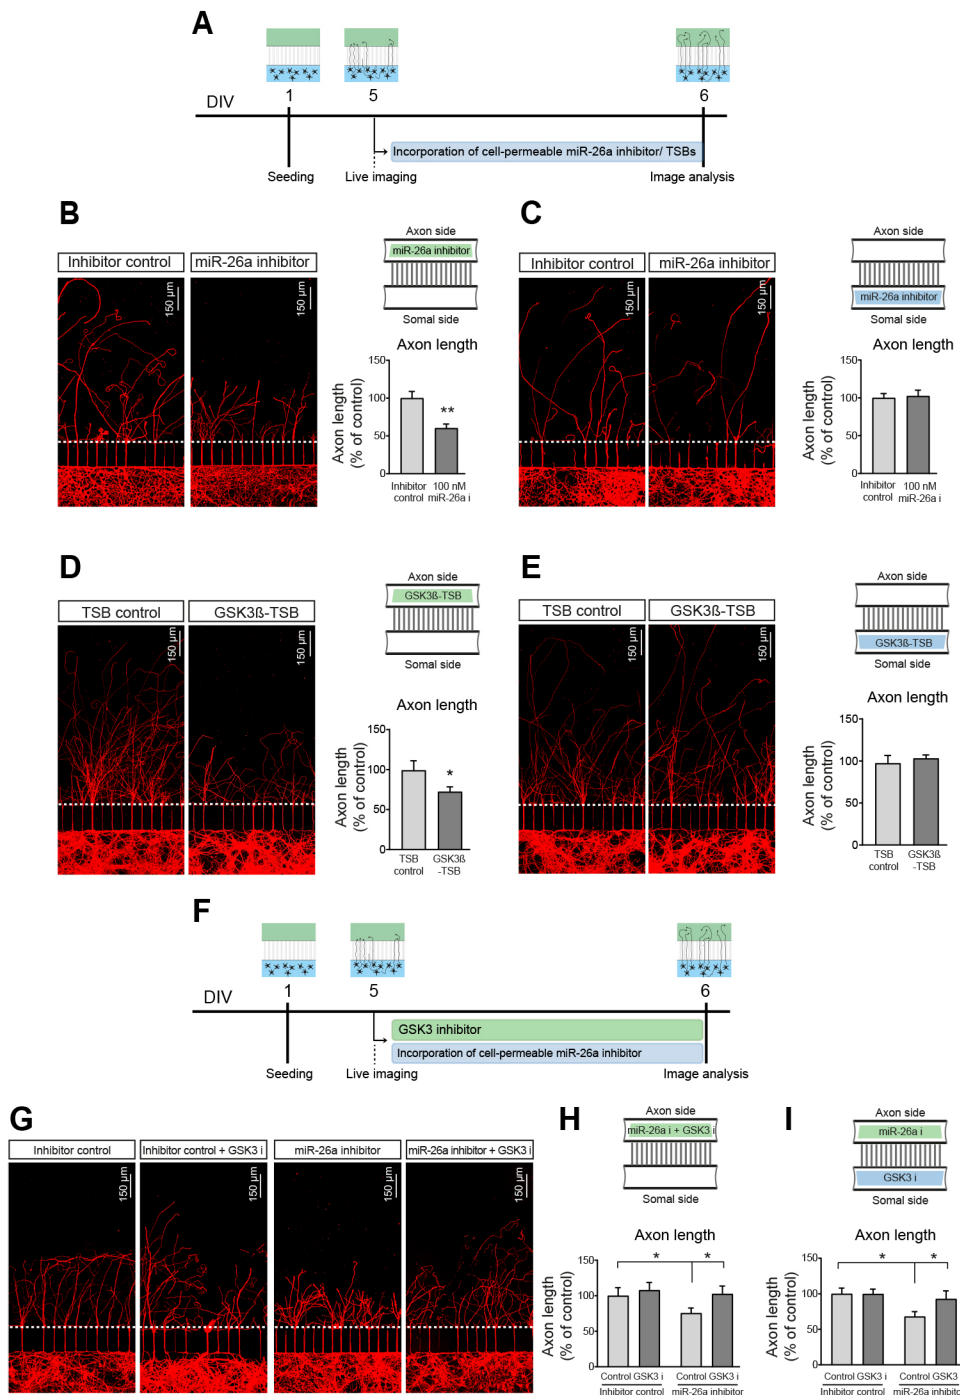 A
DIV
1
5
6
Incorporation of cell-permeable miR-26a inhibitor/ TSBs
Seeding
Live imaging
Image analysis
B
Inhibitor control
miR-26a inhibitor
150 µm
150 µm
Axon side
miR-26a inhibitor
Somal side
Axon length
Axon length
(% of control)
150
100
50
0
**
Inhibitor
control
100 nM
miR-26a i
C
Inhibitor control
miR-26a inhibitor
150 µm
150 µm
Axon side
miR-26a inhibitor
Somal side
Axon length
Axon length
(% of control)
150
100
50
0
Inhibitor
control
100 nM
miR-26a i
D
TSB control
GSK3ß-TSB
150 µm
150 µm
Axon side
GSK3ß-TSB
Somal side
Axon length
Axon length
(% of control)
150
100
50
0
*
TSB
control
GSK3ß
-TSB
E
TSB control
GSK3ß-TSB
150 µm
150 µm
Axon side
GSK3ß-TSB
Somal side
Axon length
Axon length
(% of control)
150
100
50
0
TSB
control
GSK3ß
-TSB
F
DIV
1
5
6
GSK3 inhibitor
Incorporation of cell-permeable miR-26a inhibitor
Seeding
Live imaging
Image analysis
G
Inhibitor control
Inhibitor control + GSK3 i
miR-26a inhibitor
miR-26a inhibitor + GSK3 i
150 µm
150 µm
150 µm
150 µm
H
Axon side
miR-26a i + GSK3 i
Somal side
Axon length
Axon length
(% of control)
150
100
50
0
*
*
Control GSK3 i
Control GSK3 i
Inhibitor control
miR-26a inhibitor
I
Axon side
miR-26a i
GSK3 i
Somal side
Axon length
Axon length
(% of control)
150
100
50
0
*
*
Control GSK3 i
Control GSK3 i
Inhibitor control
miR-26a inhibitor